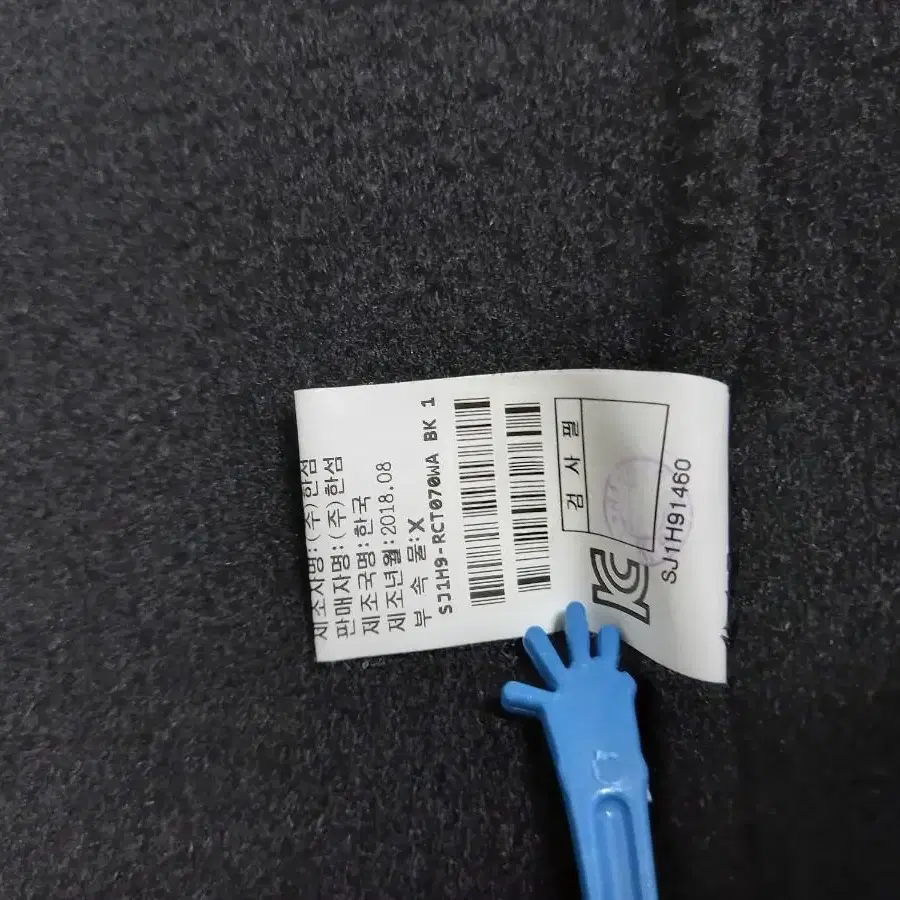 제조자명:(주)한섬
판매자명:(주)한섬
제조국명:한국
제조년월:2018.08
부 속 물:X
SJ1H9-RCT070WA BK 1
검 사 필
KC
SJ1H91460